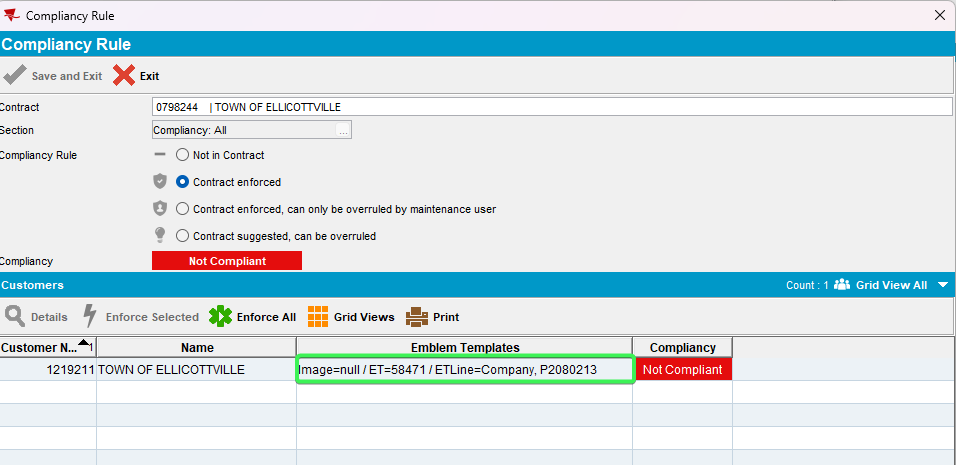 Compliancy Rule
Compliancy Rule
Save and Exit Exit
Contract 0798244 | TOWN OF ELLICOTTVILLE
Section Compliancy: All ...
Compliancy Rule Not in Contract
Contract enforced
Contract enforced, can only be overruled by maintenance user
Contract suggested, can be overruled
Compliancy Not Compliant
Customers Count : 1 Grid View All
Details Enforce Selected Enforce All Grid Views Print
Customer N... 1 Name Emblem Templates Compliancy
1219211 TOWN OF ELLICOTTVILLE Image=null / ET=58471 / ETLine=Company, P2080213 Not Compliant